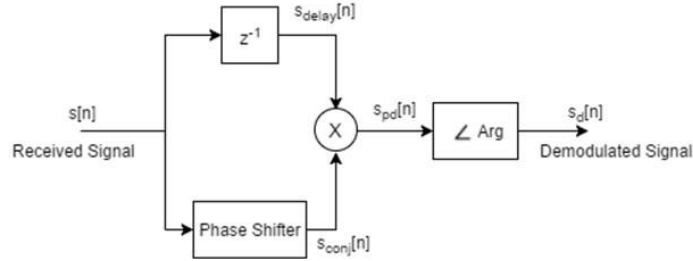 s_delay[n]
z^-1
s[n]
Received Signal
X
s_pd[n]
∠ Arg
s_d[n]
Demodulated Signal
Phase Shifter
s_conj[n]